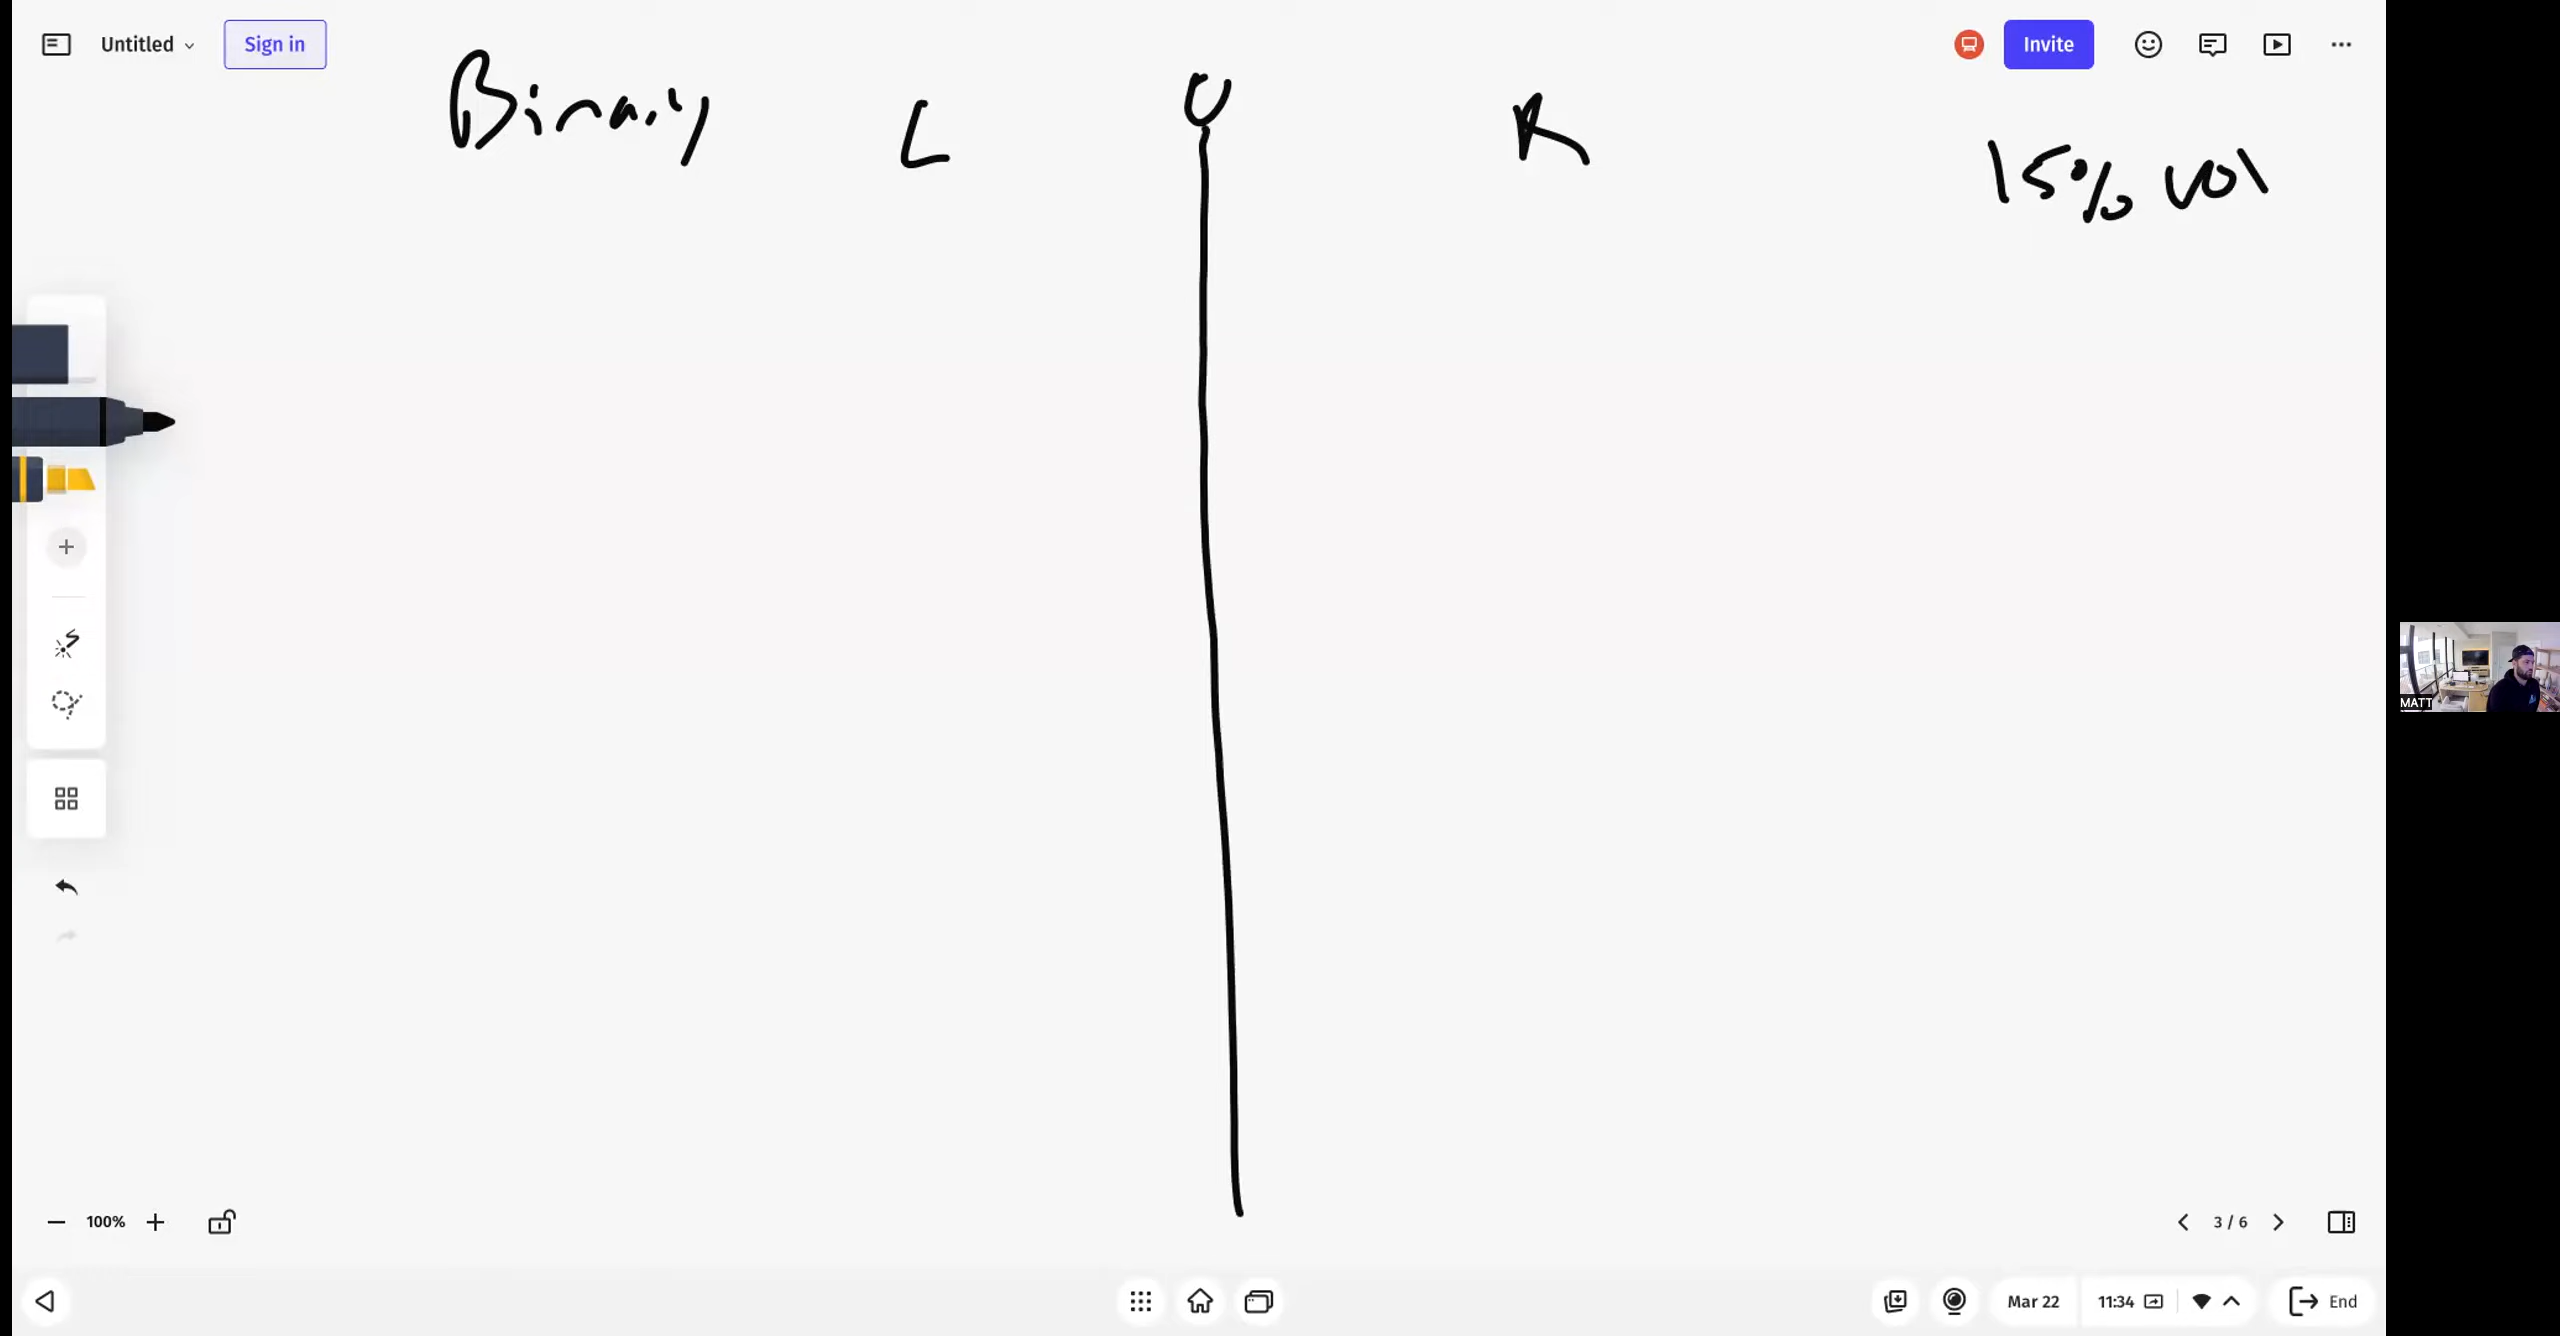 Untitled
Sign in
Invite
Binary
L
U
R
15% vol
MATT
100%
3 / 6
Mar 22
11:34
End